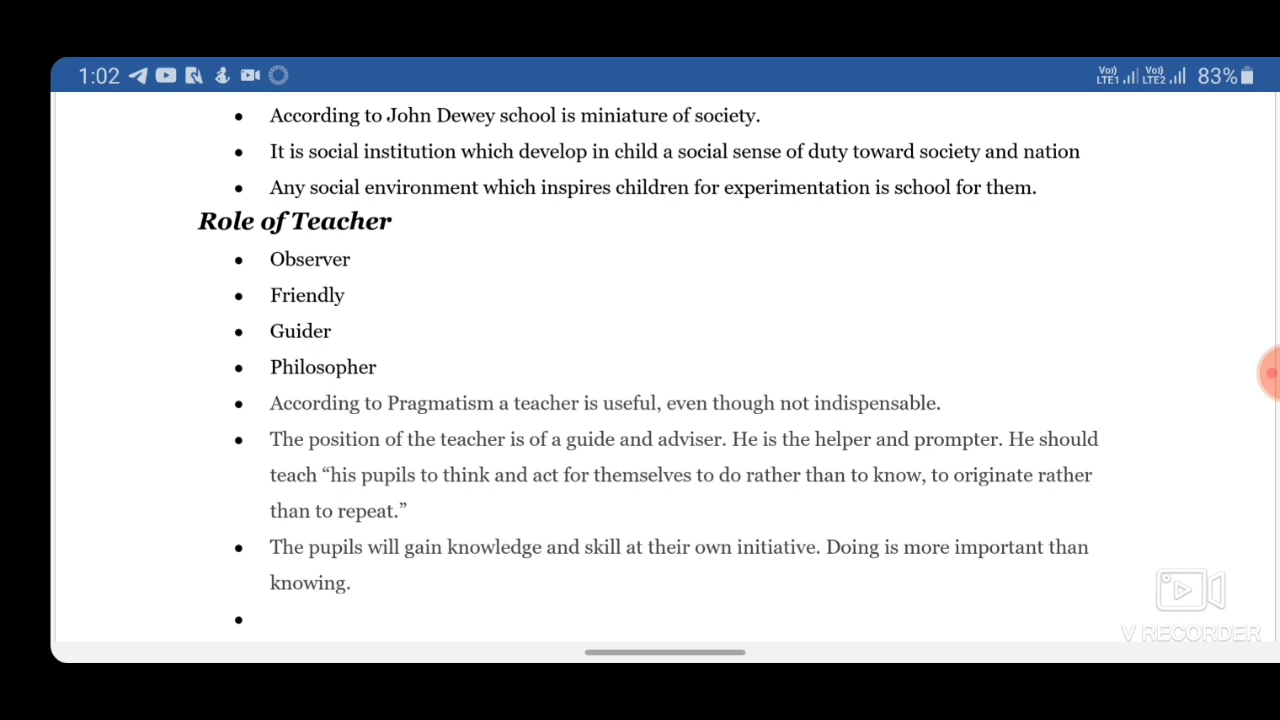 1:02
Vo)) LTE1 Vo)) LTE2 83%
• According to John Dewey school is miniature of society.
• It is social institution which develop in child a social sense of duty toward society and nation
• Any social environment which inspires children for experimentation is school for them.
Role of Teacher
• Observer
• Friendly
• Guider
• Philosopher
• According to Pragmatism a teacher is useful, even though not indispensable.
• The position of the teacher is of a guide and adviser. He is the helper and prompter. He should
teach “his pupils to think and act for themselves to do rather than to know, to originate rather
than to repeat.”
• The pupils will gain knowledge and skill at their own initiative. Doing is more important than
knowing.
•
V RECORDER